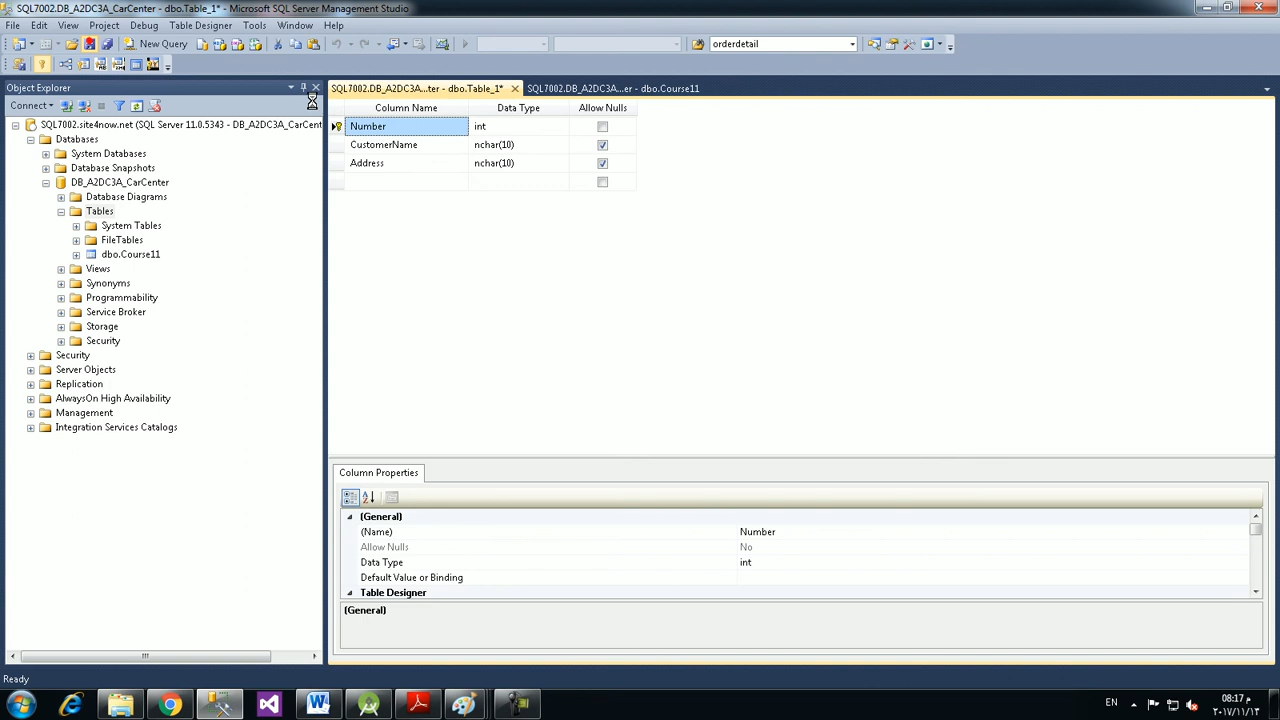 SQL7002.DB_A2DC3A_CarCenter - dbo.Table_1* - Microsoft SQL Server Management Studio
File Edit View Project Debug Table Designer Tools Window Help
New Query orderdetail
Object Explorer
Connect
SQL7002.site4now.net (SQL Server 11.0.5343 - DB_A2DC3A_CarCent
Databases
System Databases
Database Snapshots
DB_A2DC3A_CarCenter
Database Diagrams
Tables
System Tables
FileTables
dbo.Course11
Views
Synonyms
Programmability
Service Broker
Storage
Security
Security
Server Objects
Replication
AlwaysOn High Availability
Management
Integration Services Catalogs
SQL7002.DB_A2DC3A...ter - dbo.Table_1* SQL7002.DB_A2DC3A...er - dbo.Course11
Column Name Data Type Allow Nulls
Number int
CustomerName nchar(10)
Address nchar(10)
Column Properties
(General)
(Name) Number
Allow Nulls No
Data Type int
Default Value or Binding
Table Designer
(General)
Ready
EN م 08:17
٢٠١٧/١١/١٣